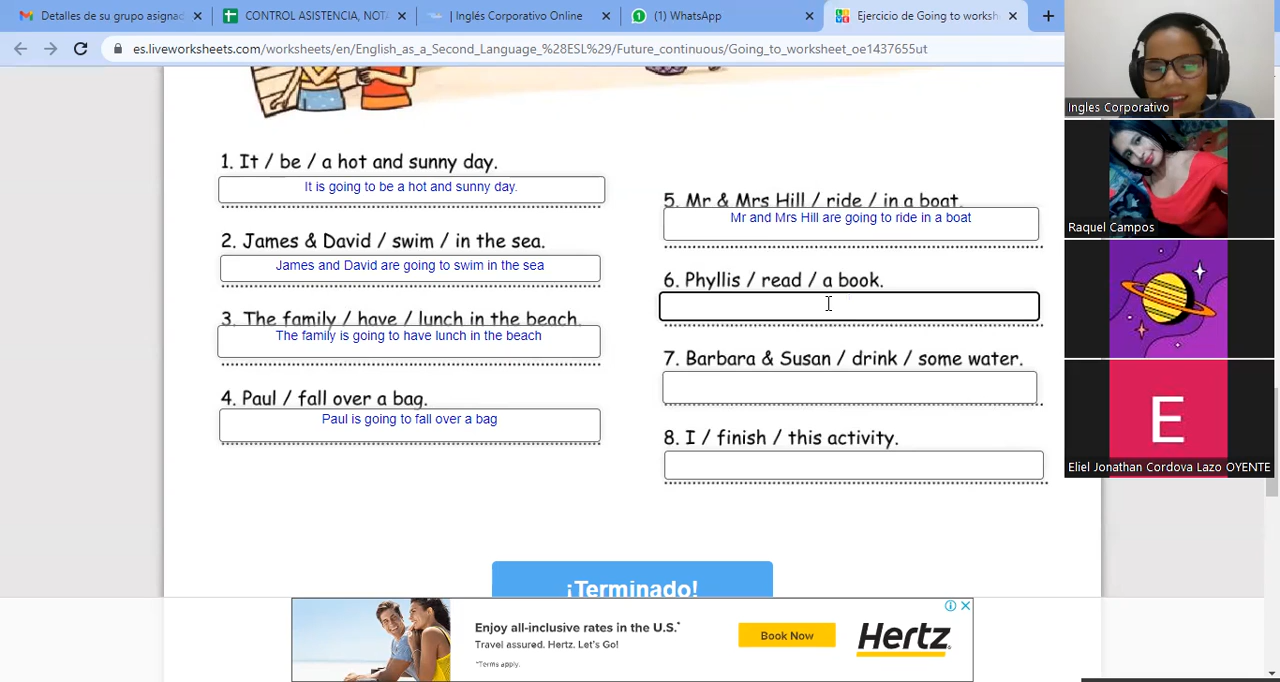 Detalles de su grupo asignac
CONTROL ASISTENCIA, NOTA
| Inglés Corporativo Online
(1) WhatsApp
Ejercicio de Going to worksh
es.liveworksheets.com/worksheets/en/English_as_a_Second_Language_%28ESL%29/Future_continuous/Going_to_worksheet_oe1437655ut
1. It / be / a hot and sunny day.
It is going to be a hot and sunny day.
2. James & David / swim / in the sea.
James and David are going to swim in the sea
3. The family / have / lunch in the beach.
The family is going to have lunch in the beach
4. Paul / fall over a bag.
Paul is going to fall over a bag
5. Mr & Mrs Hill / ride / in a boat.
Mr and Mrs Hill are going to ride in a boat
6. Phyllis / read / a book.
7. Barbara & Susan / drink / some water.
8. I / finish / this activity.
¡Terminado!
Enjoy all-inclusive rates in the U.S.*
Travel assured. Hertz. Let's Go!
*Terms apply.
Book Now
Hertz.
Ingles Corporativo
Raquel Campos
E
Eliel Jonathan Cordova Lazo OYENTE